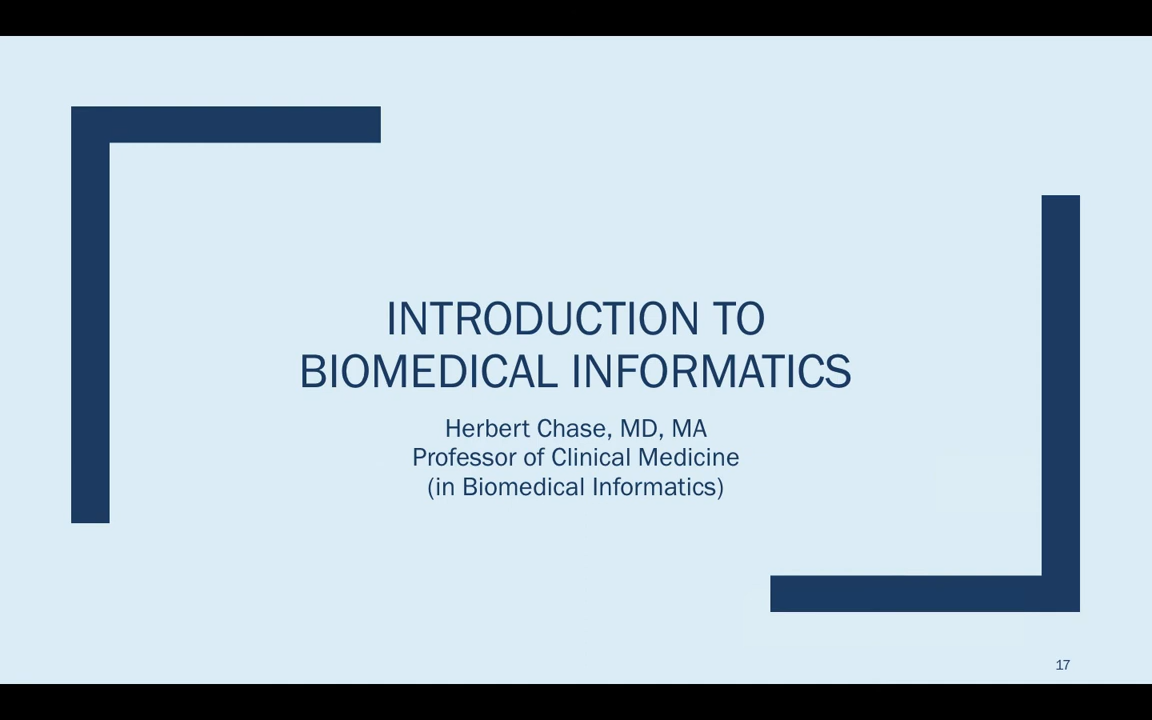 INTRODUCTION TO
BIOMEDICAL INFORMATICS
Herbert Chase, MD, MA
Professor of Clinical Medicine
(in Biomedical Informatics)
17